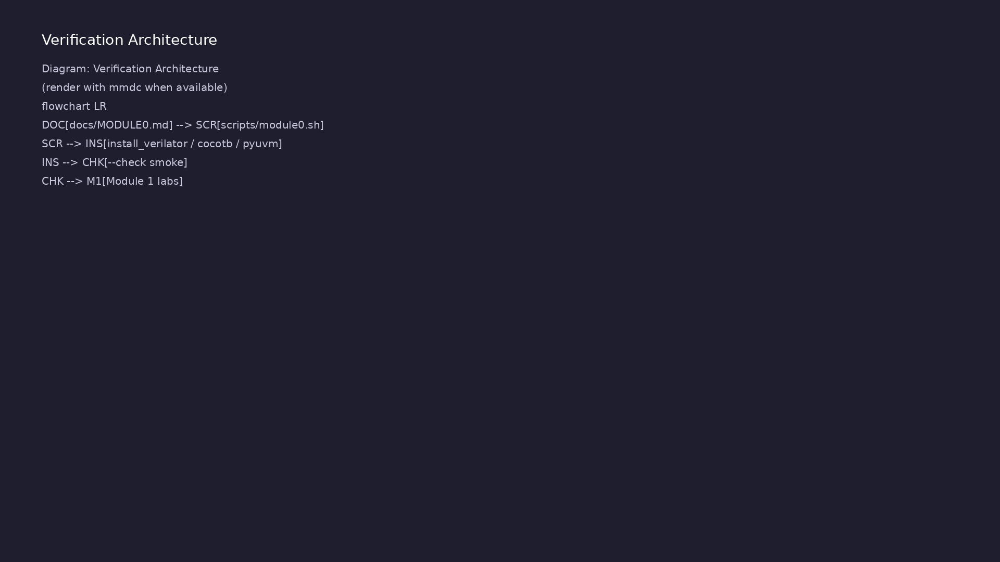 Verification Architecture
Diagram: Verification Architecture
(render with mmdc when available)
flowchart LR
DOC[docs/MODULE0.md] --> SCR[scripts/module0.sh]
SCR --> INS[install_verilator / cocotb / pyuvm]
INS --> CHK[--check smoke]
CHK --> M1[Module 1 labs]